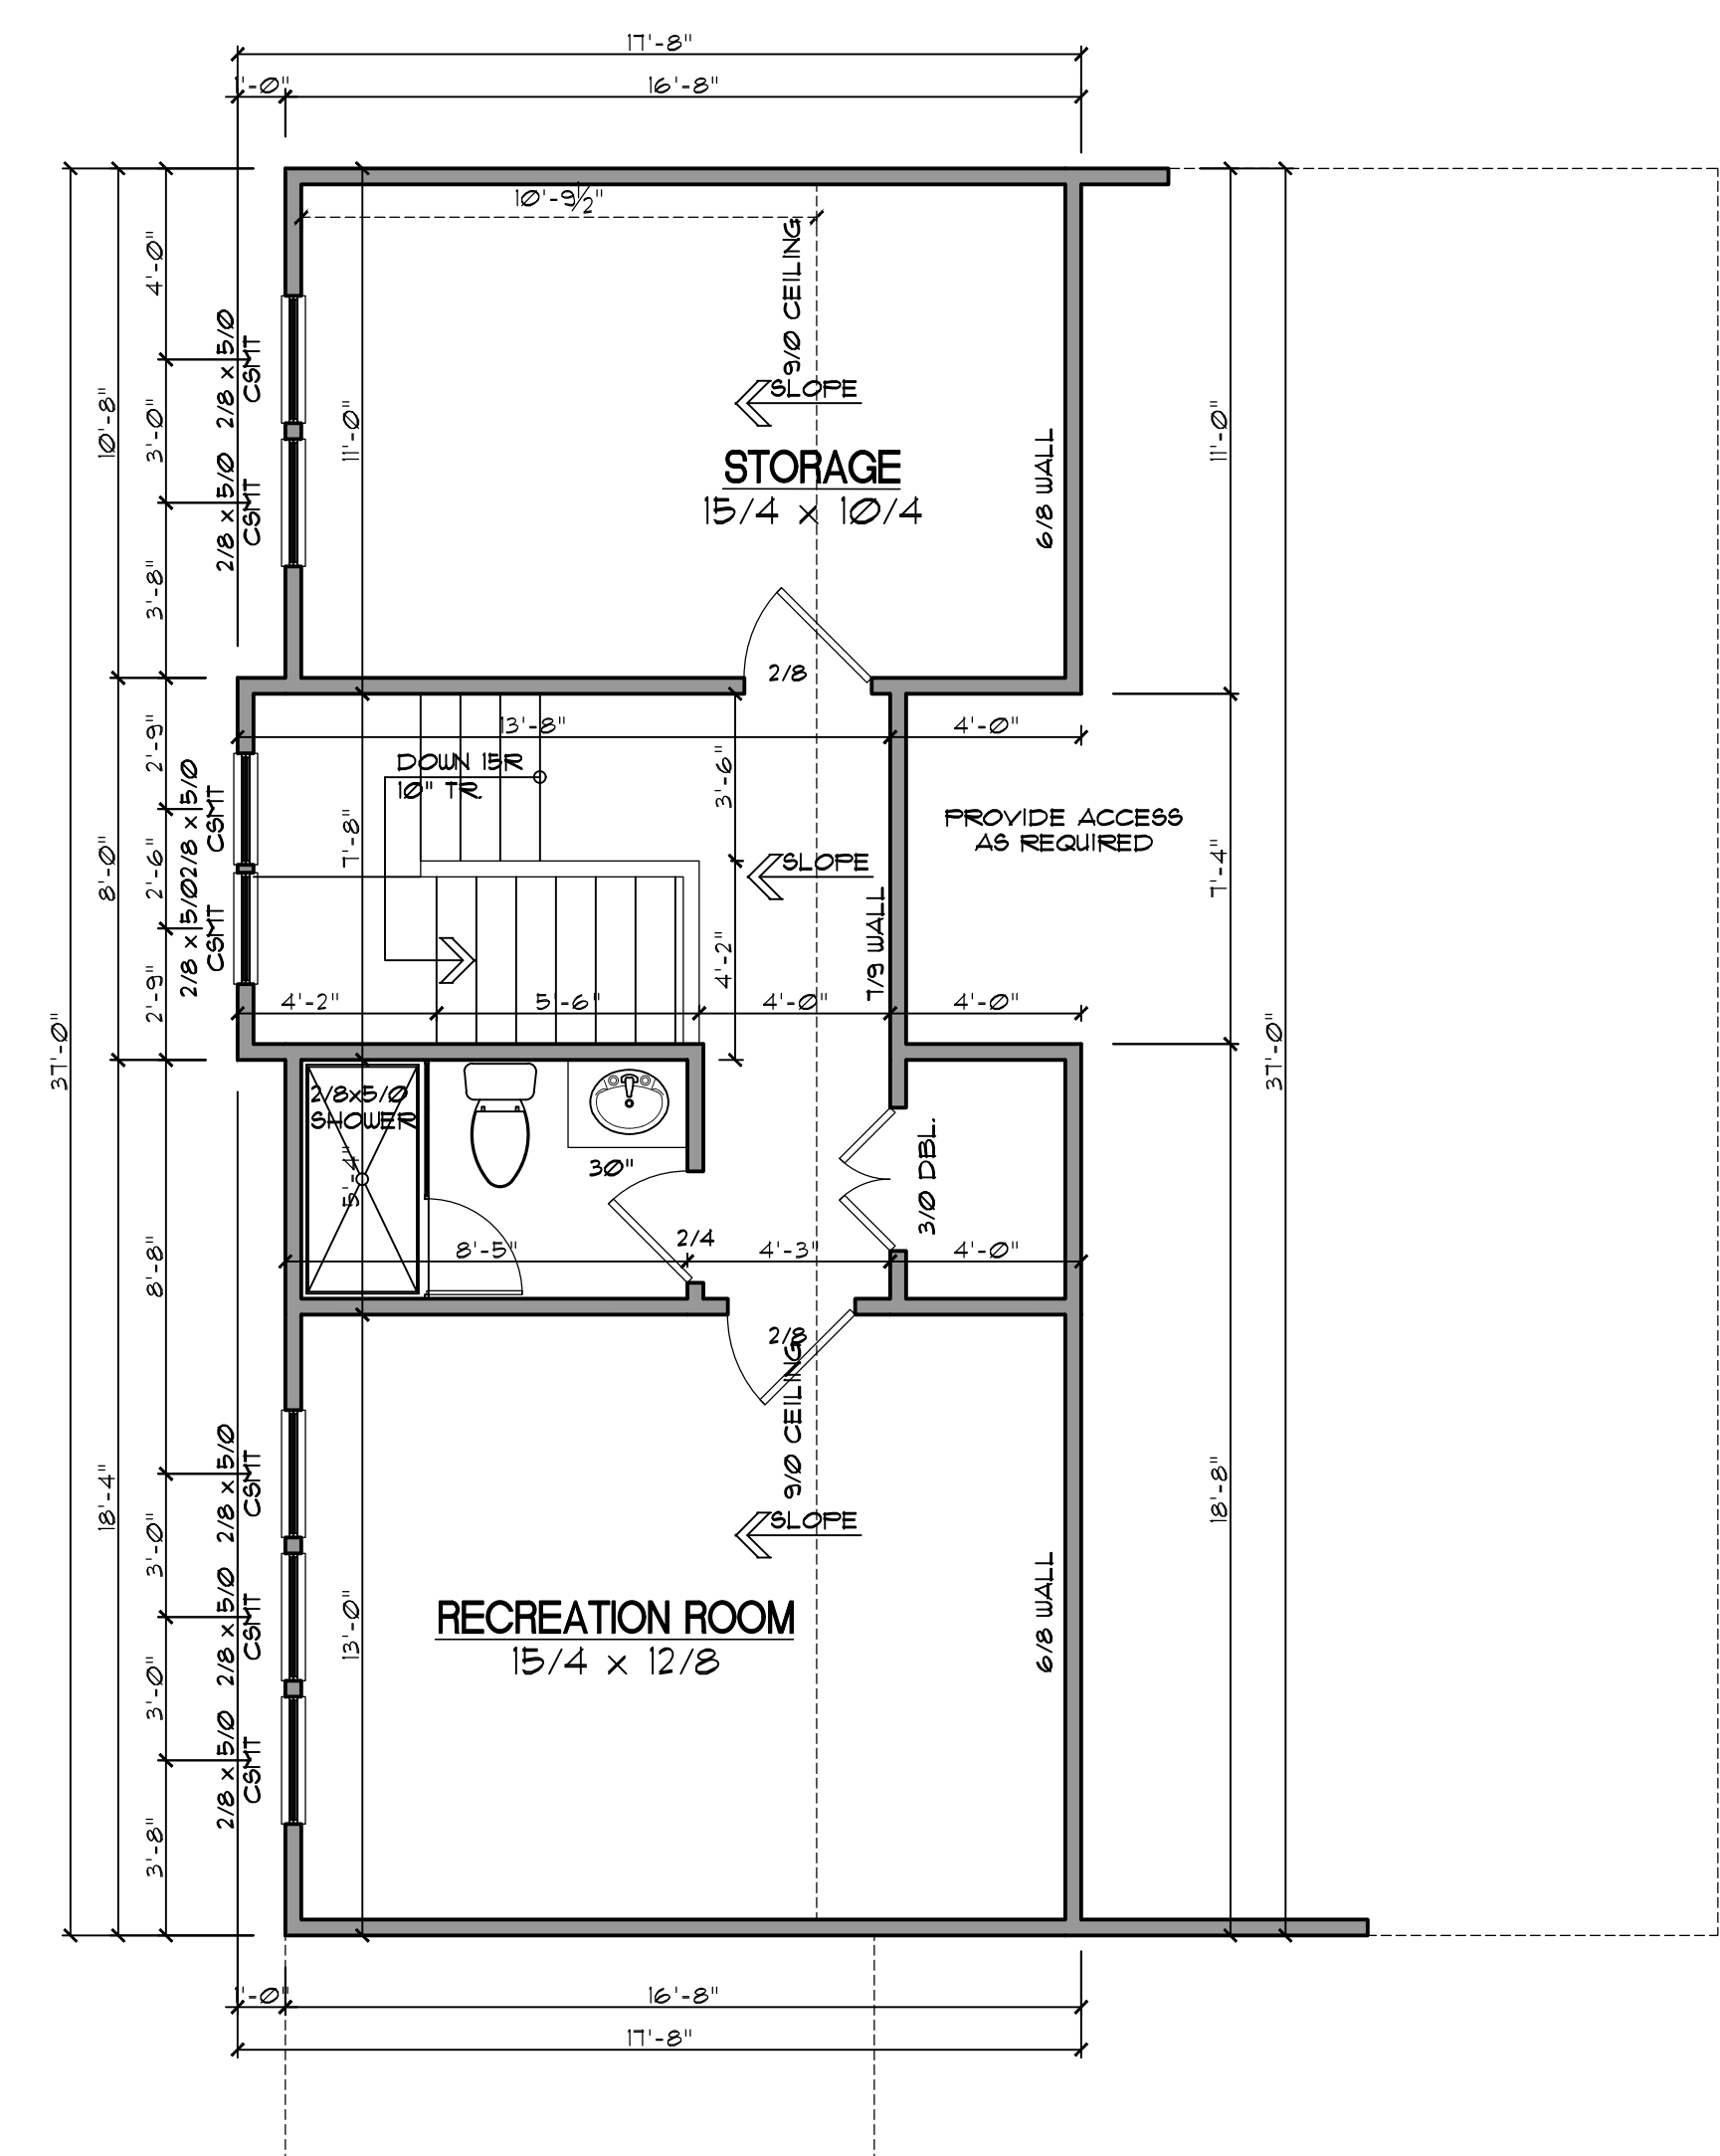 17'-8"
1'-0"
16'-8"
10'-9½"
9/0 CEILING
4'-0"
2/8 x 5/0
CSMT
SLOPE
10'-8"
3'-0"
11'-0"
11'-0"
6/8 WALL
STORAGE
15/4 x 10/4
2/8 x 5/0
CSMT
3'-8"
2/8
2'-9"
13'-8"
4'-0"
DOWN 15R
10" TR.
3'-6"
2/8 x 5/0
CSMT
PROVIDE ACCESS
AS REQUIRED
7'-8"
8'-0"
2'-6"
SLOPE
7'-4"
2/8 x 5/0
CSMT
7/9 WALL
4'-2"
2'-9"
4'-2"
5'-6"
4'-0"
4'-0"
37'-0"
37'-0"
2/8x5/0
SHOWER
5'-4"
30"
3/0 DBL.
8'-8"
2/4
8'-5"
4'-3"
4'-0"
2/8
9/0 CEILING
2/8 x 5/0
CSMT
18'-4"
18'-8"
SLOPE
3'-0"
2/8 x 5/0
CSMT
RECREATION ROOM
15/4 x 12/8
13'-0"
6/8 WALL
3'-0"
2/8 x 5/0
CSMT
3'-8"
1'-0"
16'-8"
17'-8"